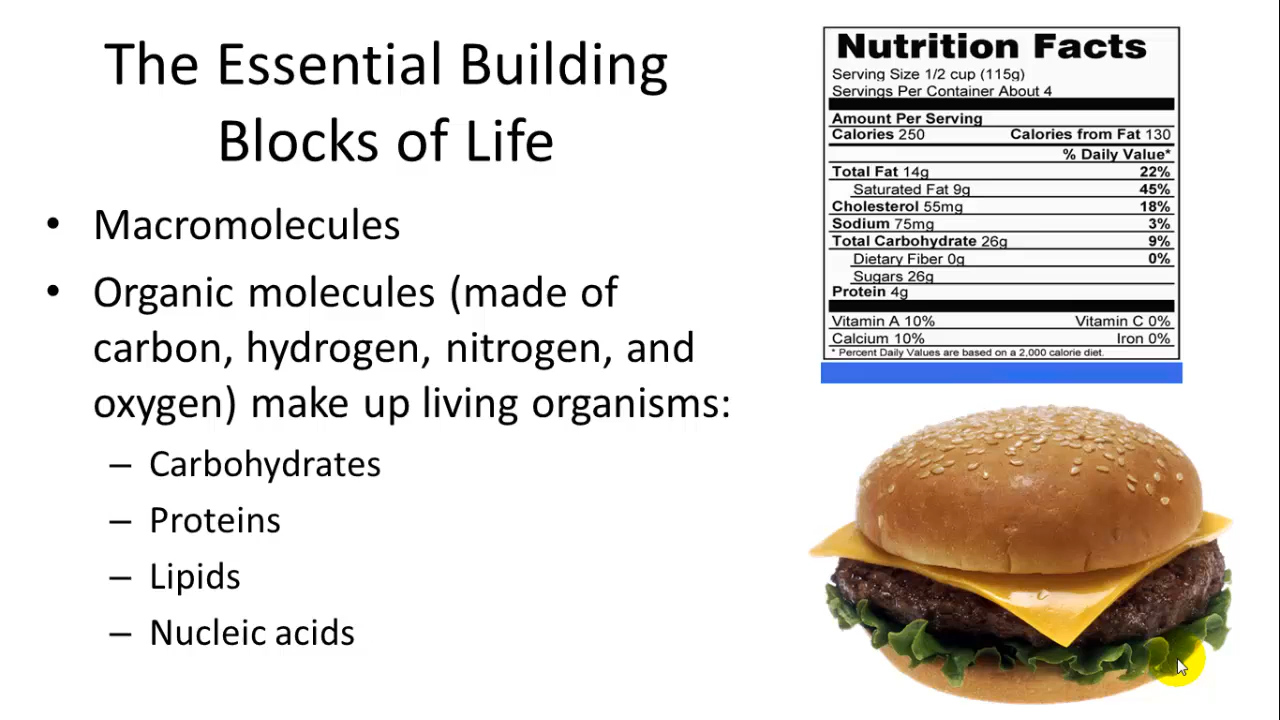 The Essential Building
Blocks of Life
• Macromolecules
• Organic molecules (made of
carbon, hydrogen, nitrogen, and
oxygen) make up living organisms:
– Carbohydrates
– Proteins
– Lipids
– Nucleic acids
Nutrition Facts
Serving Size 1/2 cup (115g)
Servings Per Container About 4
Amount Per Serving
Calories 250 Calories from Fat 130
% Daily Value*
Total Fat 14g 22%
Saturated Fat 9g 45%
Cholesterol 55mg 18%
Sodium 75mg 3%
Total Carbohydrate 26g 9%
Dietary Fiber 0g 0%
Sugars 26g
Protein 4g
Vitamin A 10% Vitamin C 0%
Calcium 10% Iron 0%
* Percent Daily Values are based on a 2,000 calorie diet.